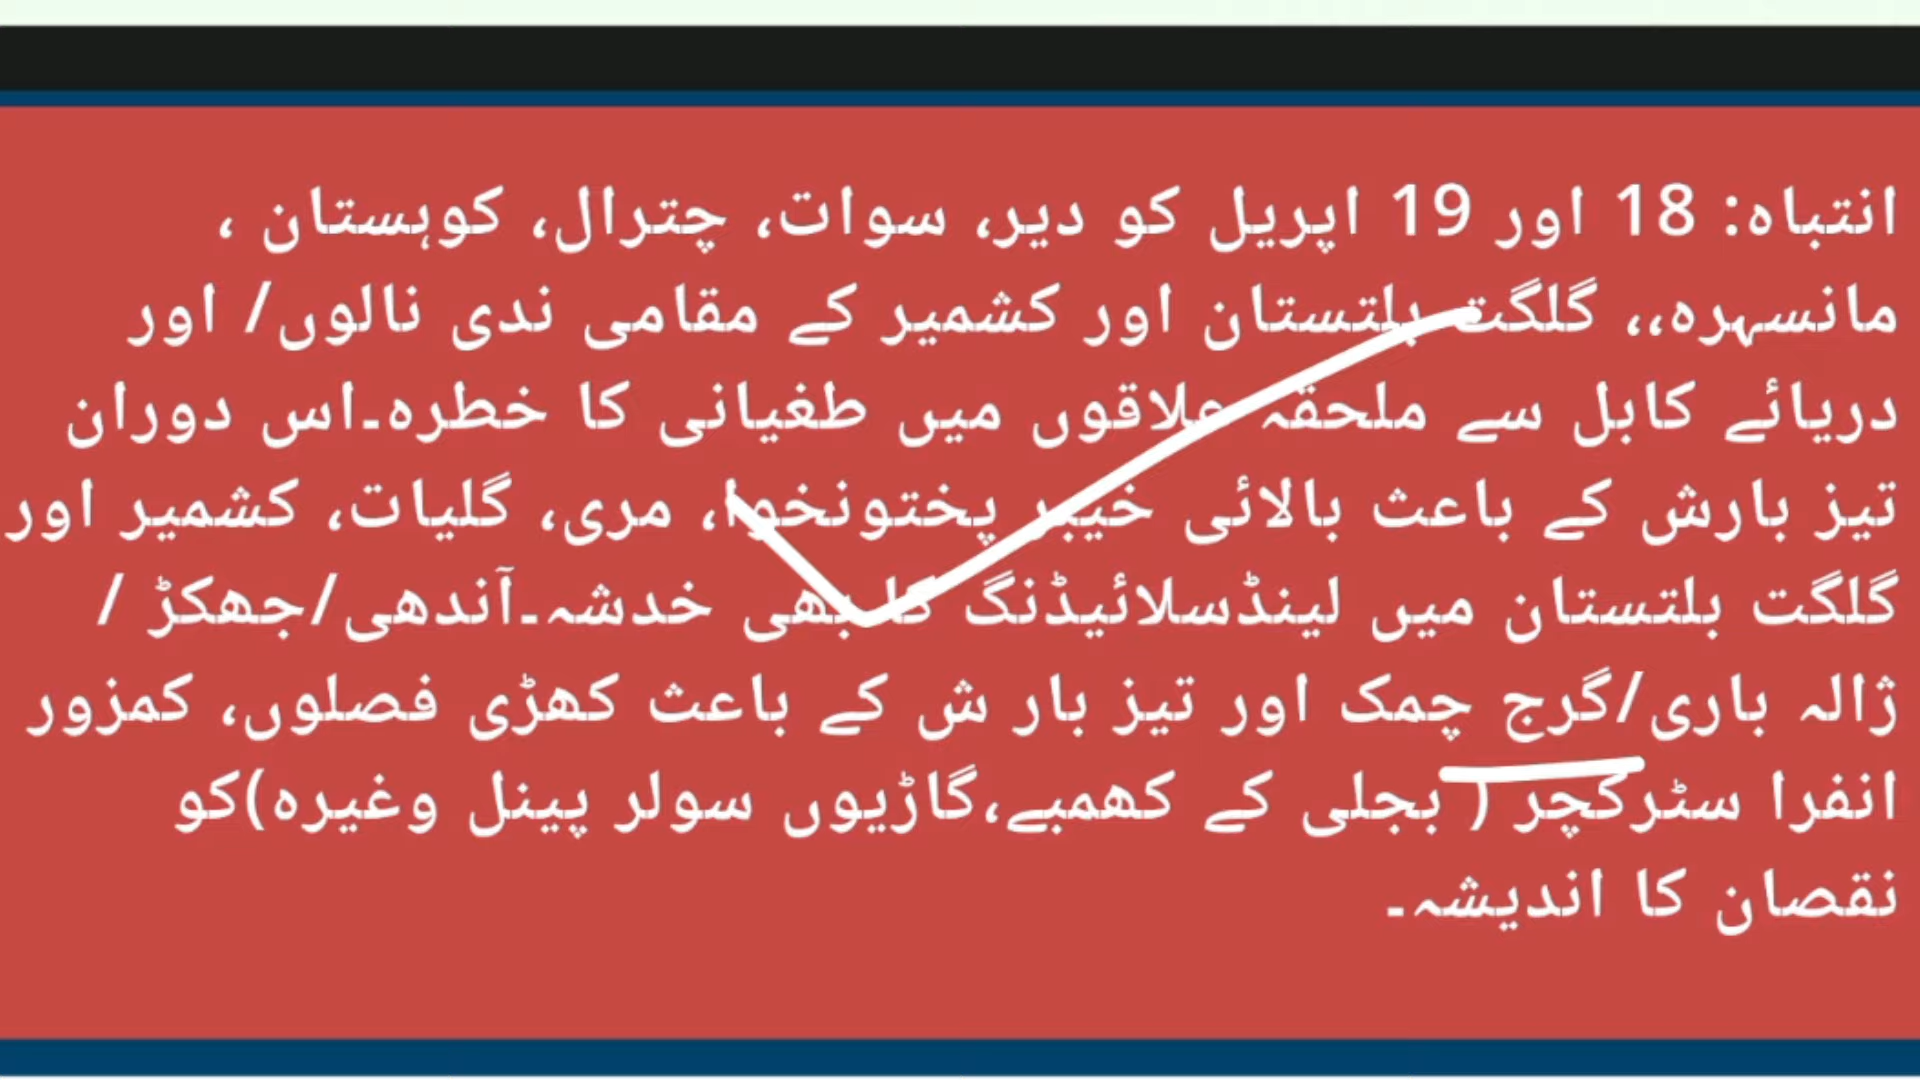 انتباہ: 18 اور 19 اپریل کو دیر، سوات، چترال، کوہستان ،
مانسہرہ،، گلگت بلتستان اور کشمیر کے مقامی ندی نالوں/ اور
دریائے کابل سے ملحقہ علاقوں میں طغیانی کا خطرہ۔اس دوران
تیز بارش کے باعث بالائی خیبر پختونخوا، مری، گلیات، کشمیر اور
گلگت بلتستان میں لینڈسلائیڈنگ کا بھی خدشہ۔آندھی/جھکڑ /
ژالہ باری/گرج چمک اور تیز بار ش کے باعث کھڑی فصلوں، کمزور
انفرا سٹرکچر ( بجلی کے کھمبے،گاڑیوں سولر پینل وغیرہ)کو
نقصان کا اندیشہ۔